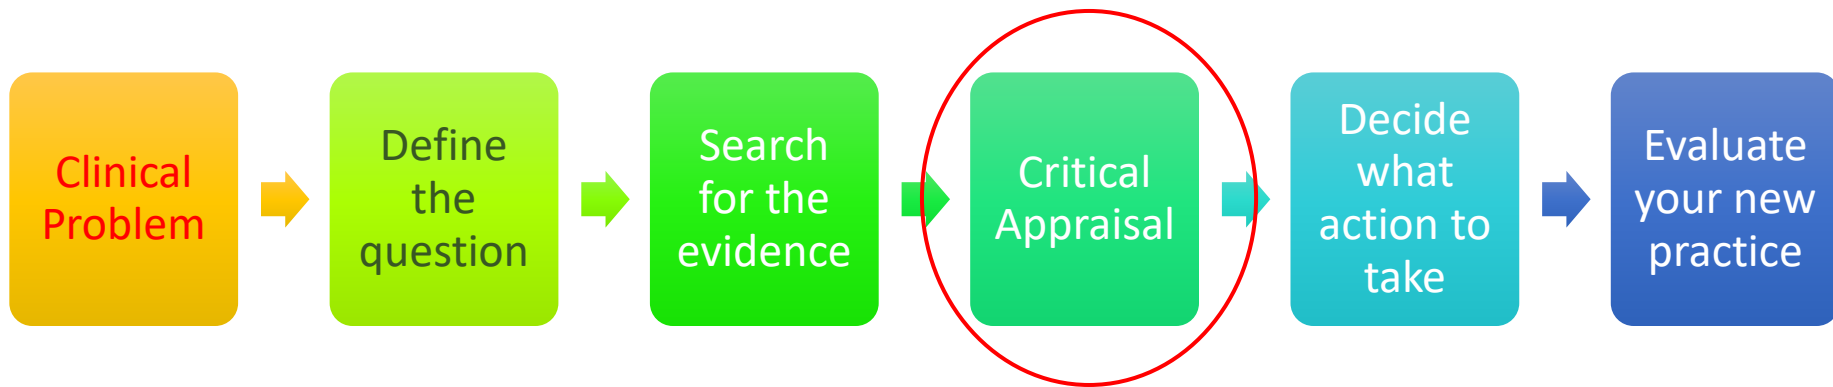 Clinical
Problem
Define
the
question
Search
for the
evidence
Critical
Appraisal
Decide
what
action to
take
Evaluate
your new
practice